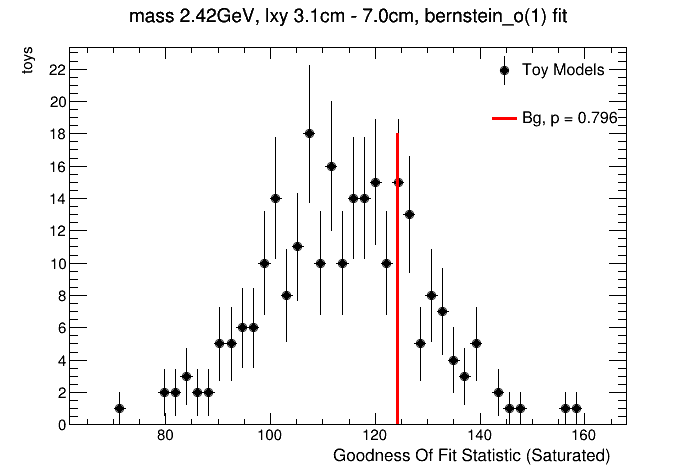 mass 2.42GeV, lxy 3.1cm - 7.0cm, bernstein_o(1) fit
toys
Toy Models
Bg, p = 0.796
22
20
18
16
14
12
10
8
6
4
2
0
80 100 120 140 160
Goodness Of Fit Statistic (Saturated)